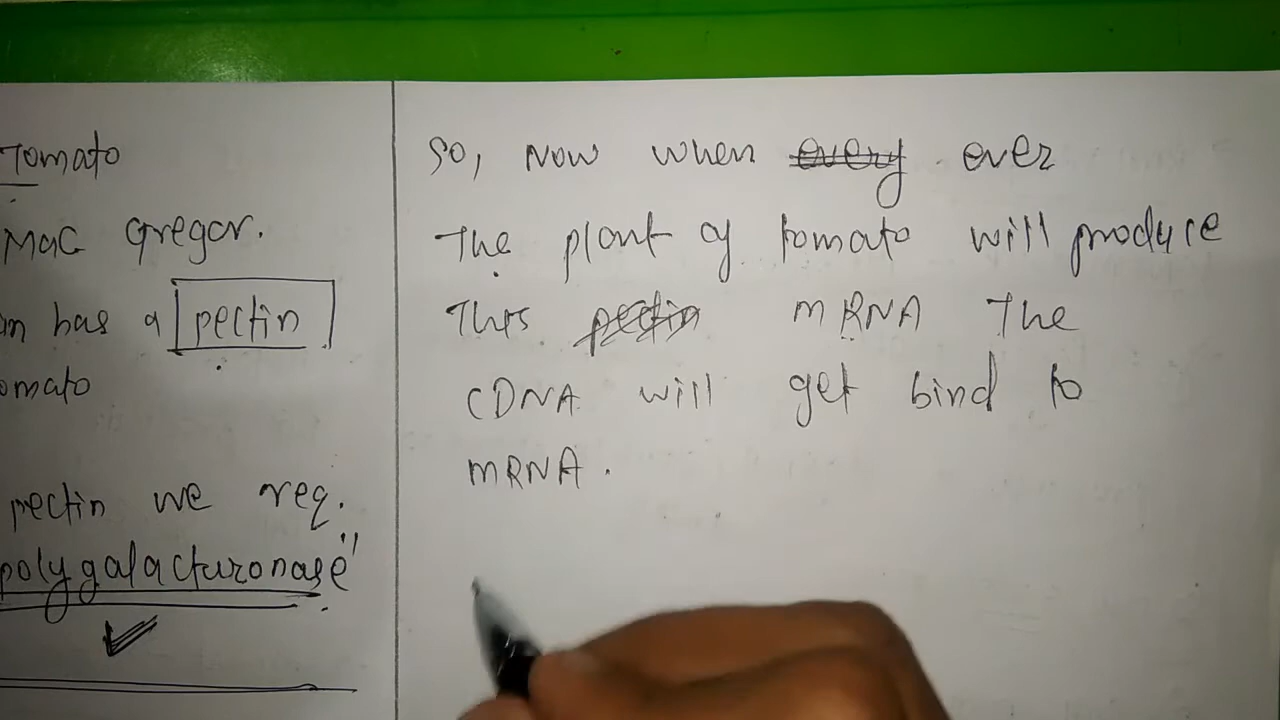 Tomato
Mac Gregor.
has a pectin
omato
pectin we req.
polygalacturonase"
So, Now when ever
The plant of tomato will produce
This mRNA The
CDNA will get bind to
mRNA.